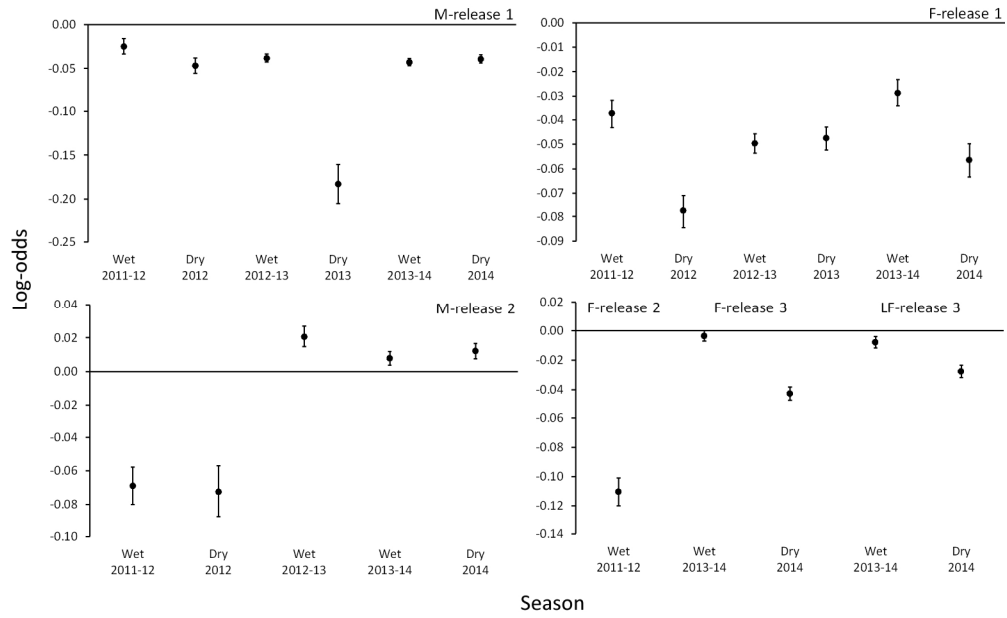 M-release 1
0.00
-0.05
-0.10
-0.15
-0.20
-0.25
Wet
2011-12
Dry
2012
Wet
2012-13
Dry
2013
Wet
2013-14
Dry
2014
F-release 1
0.00
-0.01
-0.02
-0.03
-0.04
-0.05
-0.06
-0.07
-0.08
-0.09
Wet
2011-12
Dry
2012
Wet
2012-13
Dry
2013
Wet
2013-14
Dry
2014
Log-odds
M-release 2
0.04
0.02
0.00
-0.02
-0.04
-0.06
-0.08
-0.10
Wet
2011-12
Dry
2012
Wet
2012-13
Wet
2013-14
Dry
2014
F-release 2 F-release 3 LF-release 3
0.02
0.00
-0.02
-0.04
-0.06
-0.08
-0.10
-0.12
-0.14
Wet
2011-12
Wet
2013-14
Dry
2014
Wet
2013-14
Dry
2014
Season